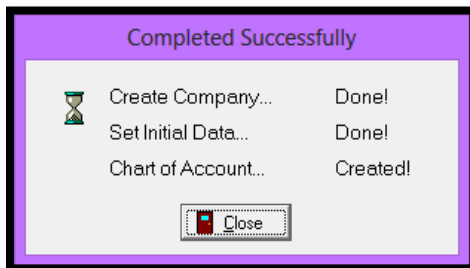 Completed Successfully
Create Company... Done!
Set Initial Data... Done!
Chart of Account... Created!
Close